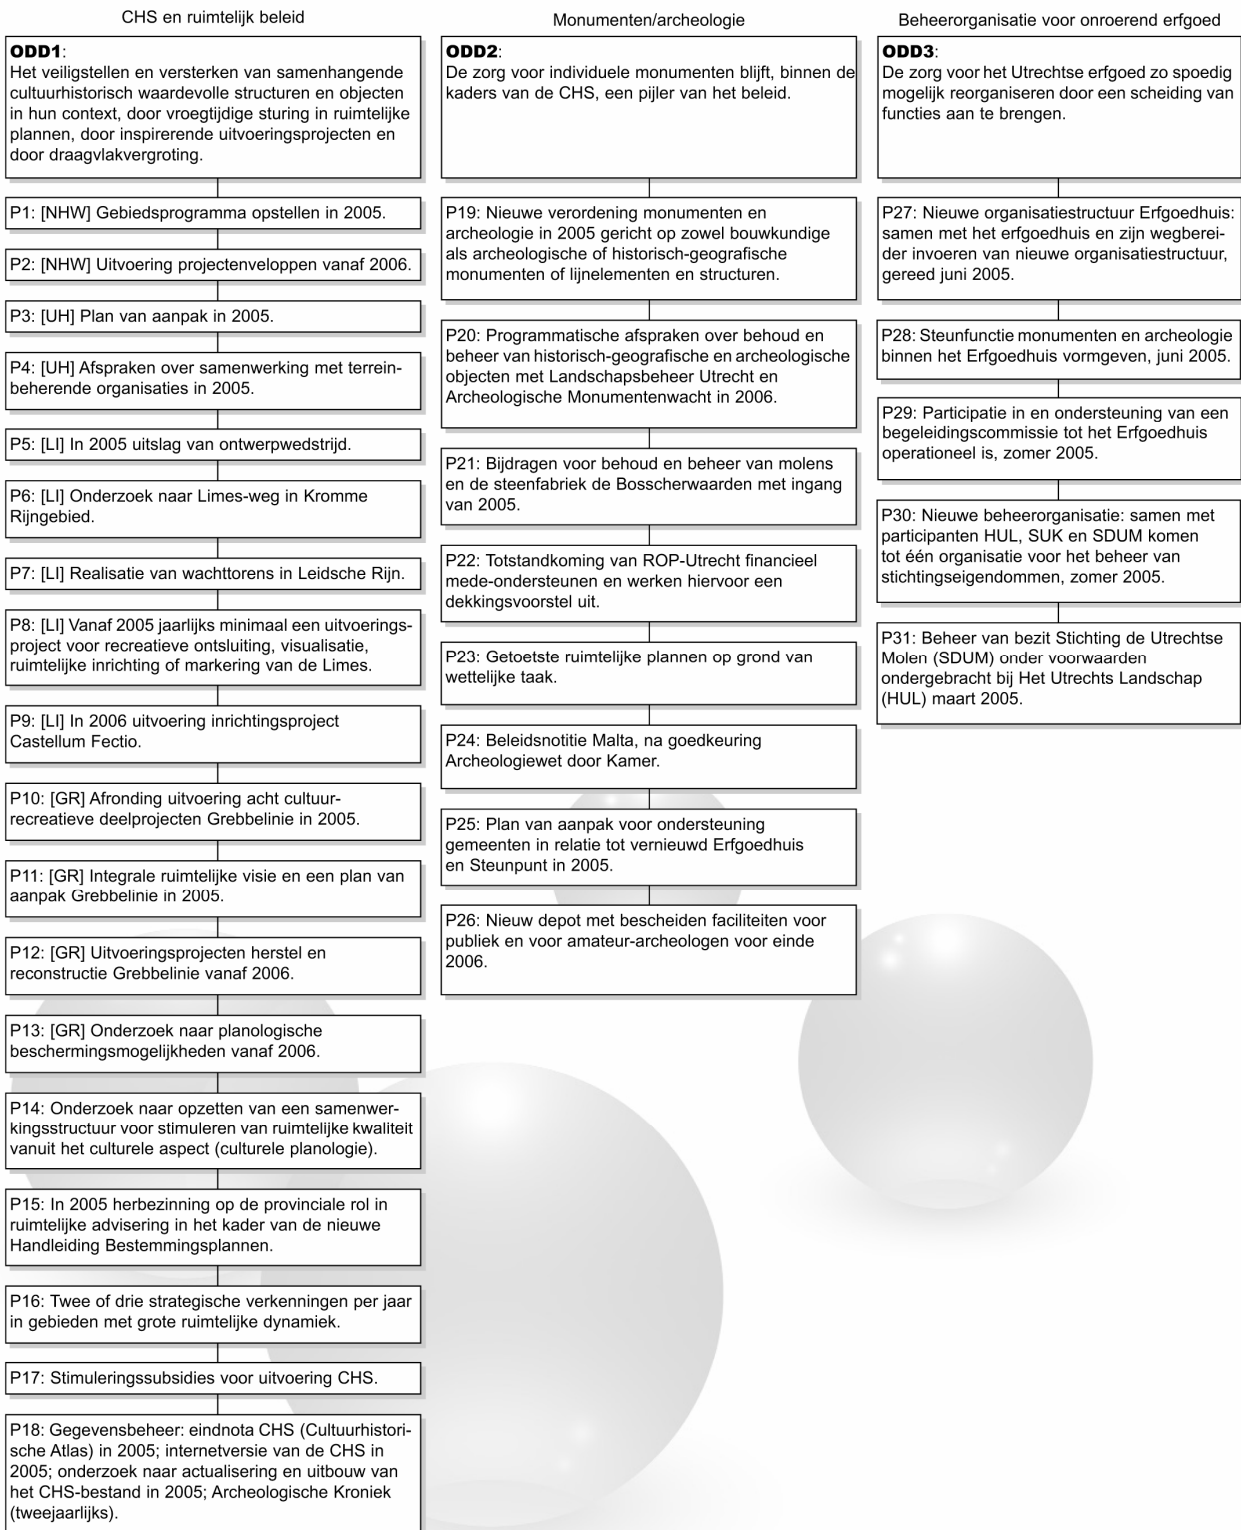 CHS en ruimtelijk beleid
ODD1:
Het veiligstellen en versterken van samenhangende
cultuurhistorisch waardevolle structuren en objecten
in hun context, door vroegtijdige sturing in ruimtelijke
plannen, door inspirerende uitvoeringsprojecten en
door draagvlakvergroting.
P1: [NHW] Gebiedsprogramma opstellen in 2005.
P2: [NHW] Uitvoering projectenveloppen vanaf 2006.
P3: [UH] Plan van aanpak in 2005.
P4: [UH] Afspraken over samenwerking met terrein-
beherende organisaties in 2005.
P5: [LI] In 2005 uitslag van ontwerpwedstrijd.
P6: [LI] Onderzoek naar Limes-weg in Kromme
Rijngebied.
P7: [LI] Realisatie van wachttorens in Leidsche Rijn.
P8: [LI] Vanaf 2005 jaarlijks minimaal een uitvoerings-
project voor recreatieve ontsluiting, visualisatie,
ruimtelijke inrichting of markering van de Limes.
P9: [LI] In 2006 uitvoering inrichtingsproject
Castellum Fectio.
P10: [GR] Afronding uitvoering acht cultuur-
recreatieve deelprojecten Grebbelinie in 2005.
P11: [GR] Integrale ruimtelijke visie en een plan van
aanpak Grebbelinie in 2005.
P12: [GR] Uitvoeringsprojecten herstel en
reconstructie Grebbelinie vanaf 2006.
P13: [GR] Onderzoek naar planologische
beschermingsmogelijkheden vanaf 2006.
P14: Onderzoek naar opzetten van een samenwer-
kingsstructuur voor stimuleren van ruimtelijke kwaliteit
vanuit het culturele aspect (culturele planologie).
P15: In 2005 herbezinning op de provinciale rol in
ruimtelijke advisering in het kader van de nieuwe
Handleiding Bestemmingsplannen.
P16: Twee of drie strategische verkenningen per jaar
in gebieden met grote ruimtelijke dynamiek.
P17: Stimuleringssubsidies voor uitvoering CHS.
P18: Gegevensbeheer: eindnota CHS (Cultuurhistori-
sche Atlas) in 2005; internetversie van de CHS in
2005; onderzoek naar actualisering en uitbouw van
het CHS-bestand in 2005; Archeologische Kroniek
(tweejaarlijks).
Monumenten/archeologie
ODD2:
De zorg voor individuele monumenten blijft, binnen de
kaders van de CHS, een pijler van het beleid.
P19: Nieuwe verordening monumenten en
archeologie in 2005 gericht op zowel bouwkundige
als archeologische of historisch-geografische
monumenten of lijnelementen en structuren.
P20: Programmatische afspraken over behoud en
beheer van historisch-geografische en archeologische
objecten met Landschapsbeheer Utrecht en
Archeologische Monumentenwacht in 2006.
P21: Bijdragen voor behoud en beheer van molens
en de steenfabriek de Bosscherwaarden met ingang
van 2005.
P22: Totstandkoming van ROP-Utrecht financieel
mede-ondersteunen en werken hiervoor een
dekkingsvoorstel uit.
P23: Getoetste ruimtelijke plannen op grond van
wettelijke taak.
P24: Beleidsnotitie Malta, na goedkeuring
Archeologiewet door Kamer.
P25: Plan van aanpak voor ondersteuning
gemeenten in relatie tot vernieuwd Erfgoedhuis
en Steunpunt in 2005.
P26: Nieuw depot met bescheiden faciliteiten voor
publiek en voor amateur-archeologen voor einde
2006.
Beheerorganisatie voor onroerend erfgoed
ODD3:
De zorg voor het Utrechtse erfgoed zo spoedig
mogelijk reorganiseren door een scheiding van
functies aan te brengen.
P27: Nieuwe organisatiestructuur Erfgoedhuis:
samen met het erfgoedhuis en zijn wegberei-
der invoeren van nieuwe organisatiestructuur,
gereed juni 2005.
P28: Steunfunctie monumenten en archeologie
binnen het Erfgoedhuis vormgeven, juni 2005.
P29: Participatie in en ondersteuning van een
begeleidingscommissie tot het Erfgoedhuis
operationeel is, zomer 2005.
P30: Nieuwe beheerorganisatie: samen met
participanten HUL, SUK en SDUM komen
tot één organisatie voor het beheer van
stichtingseigendommen, zomer 2005.
P31: Beheer van bezit Stichting de Utrechtse
Molen (SDUM) onder voorwaarden
ondergebracht bij Het Utrechts Landschap
(HUL) maart 2005.